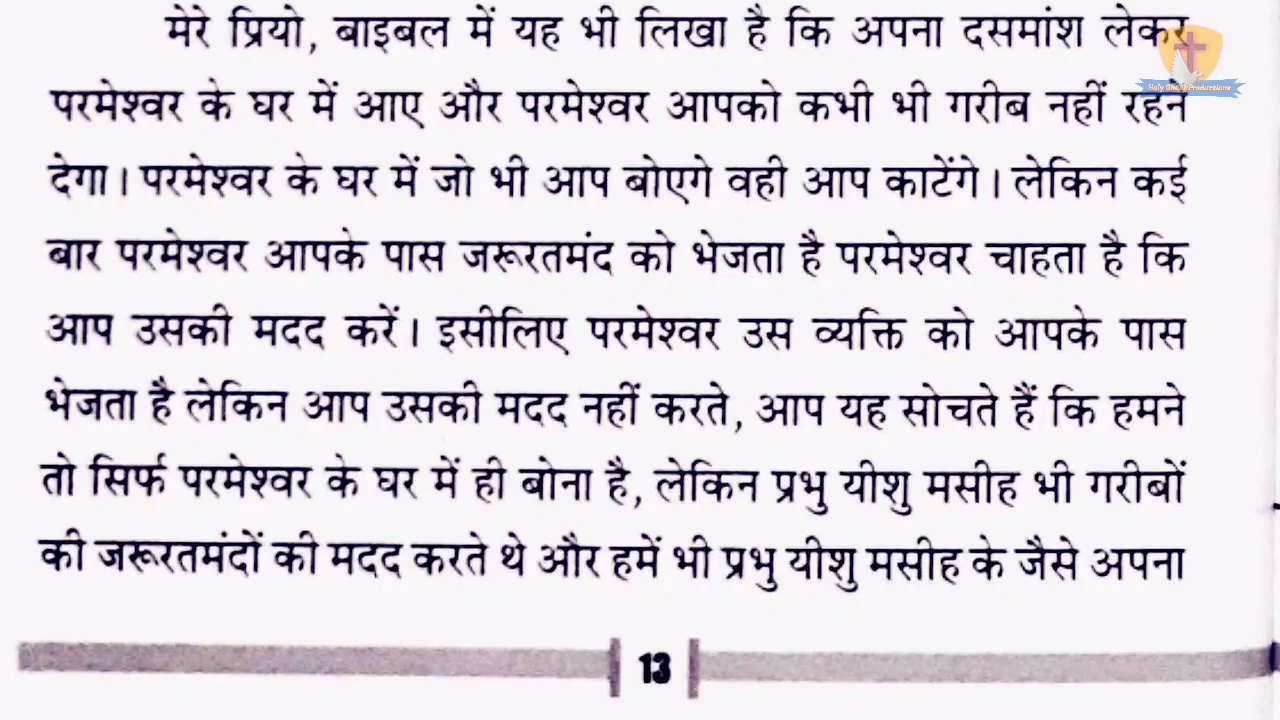 मेरे प्रियो, बाइबल में यह भी लिखा है कि अपना दसमांश लेकर
परमेश्वर के घर में आए और परमेश्वर आपको कभी भी गरीब नहीं रहने
देगा। परमेश्वर के घर में जो भी आप बोएगे वही आप काटेंगे। लेकिन कई
बार परमेश्वर आपके पास जरूरतमंद को भेजता है परमेश्वर चाहता है कि
आप उसकी मदद करें। इसीलिए परमेश्वर उस व्यक्ति को आपके पास
भेजता है लेकिन आप उसकी मदद नहीं करते, आप यह सोचते हैं कि हमने
तो सिर्फ परमेश्वर के घर में ही बोना है, लेकिन प्रभु यीशु मसीह भी गरीबों
की जरूरतमंदों की मदद करते थे और हमें भी प्रभु यीशु मसीह के जैसे अपना
13
Holy Productions